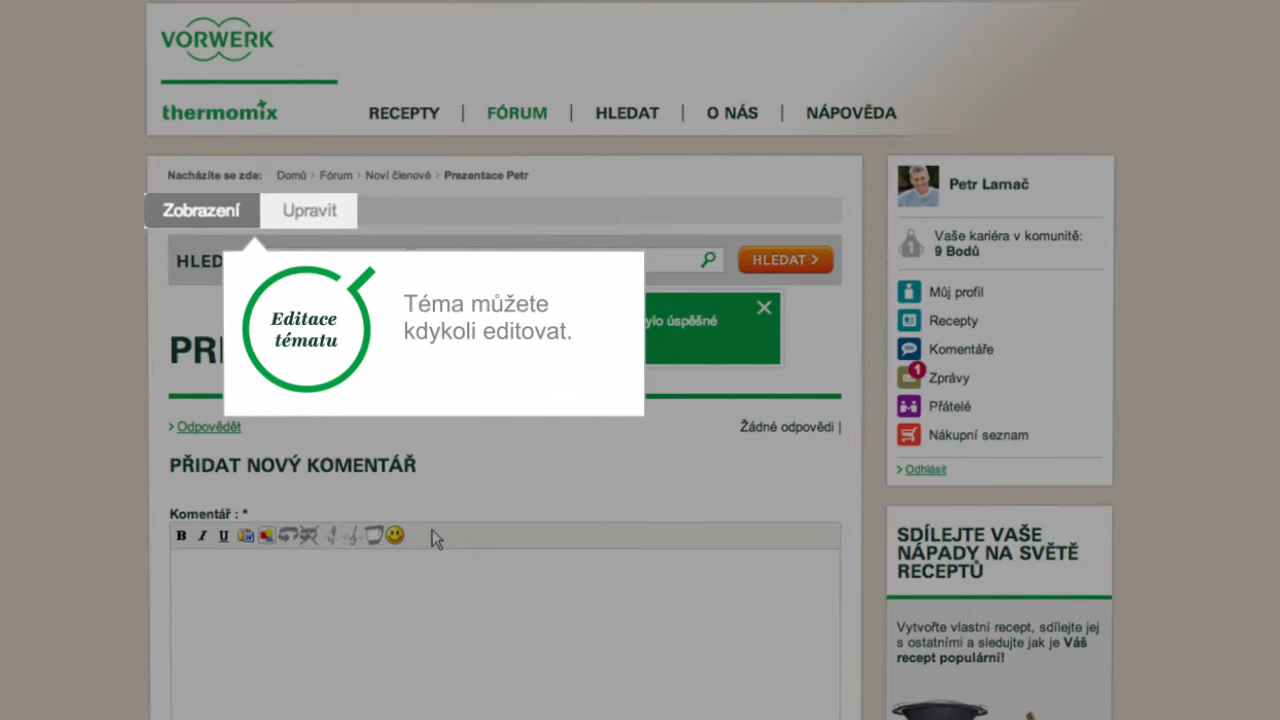 VORWERK
thermomix
RECEPTY | FÓRUM | HLEDAT | O NÁS | NÁPOVĚDA
Nacházíte se zde: Domů › Fórum › Noví členové › Prezentace Petr
Zobrazení Upravit
HLED
HLEDAT >
Editace
tématu
Téma můžete
kdykoli editovat.
ylo úspěšné
PR
> Odpovědět
Žádné odpovědi |
PŘIDAT NOVÝ KOMENTÁŘ
Komentář : *
B I U
Petr Lamač
1
Vaše kariéra v komunitě:
9 Bodů
Můj profil
Recepty
Komentáře
1
Zprávy
Přátelé
Nákupní seznam
> Odhlásit
SDÍLEJTE VAŠE
NÁPADY NA SVĚTĚ
RECEPTŮ
Vytvořte vlastní recept, sdílejte jej
s ostatními a sledujte jak je Váš
recept populární!